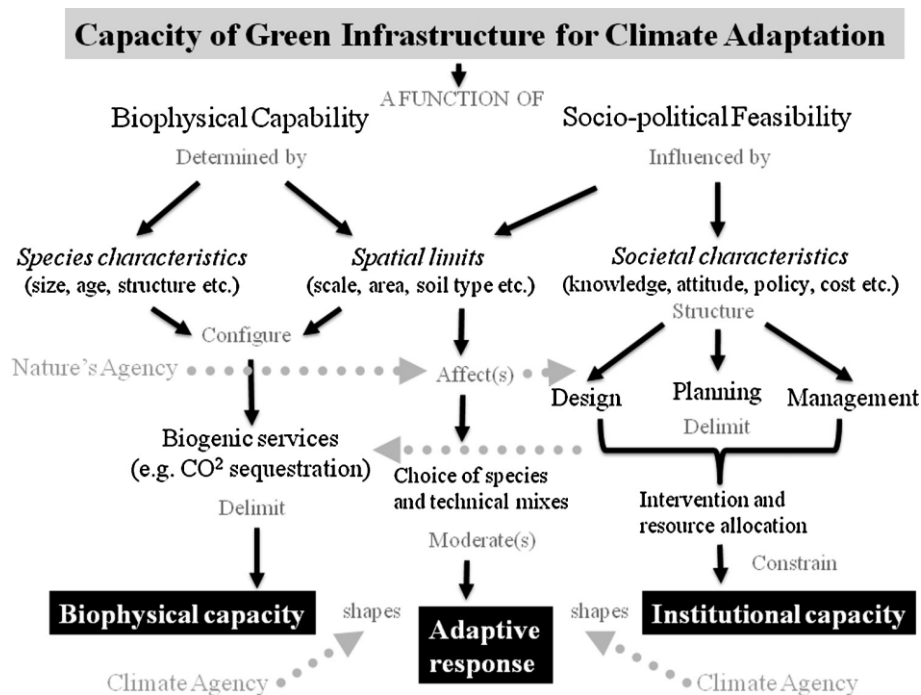 Capacity of Green Infrastructure for Climate Adaptation
A FUNCTION OF
Biophysical Capability
Socio-political Feasibility
Determined by
Influenced by
Species characteristics
(size, age, structure etc.)
Spatial limits
(scale, area, soil type etc.)
Societal characteristics
(knowledge, attitude, policy, cost etc.)
Configure
Structure
Nature's Agency
Affect(s)
Design
Planning
Management
Delimit
Biogenic services
(e.g. CO² sequestration)
Choice of species
and technical mixes
Intervention and
resource allocation
Delimit
Moderate(s)
Constrain
Biophysical capacity
shapes
Adaptive
response
shapes
Institutional capacity
Climate Agency
Climate Agency